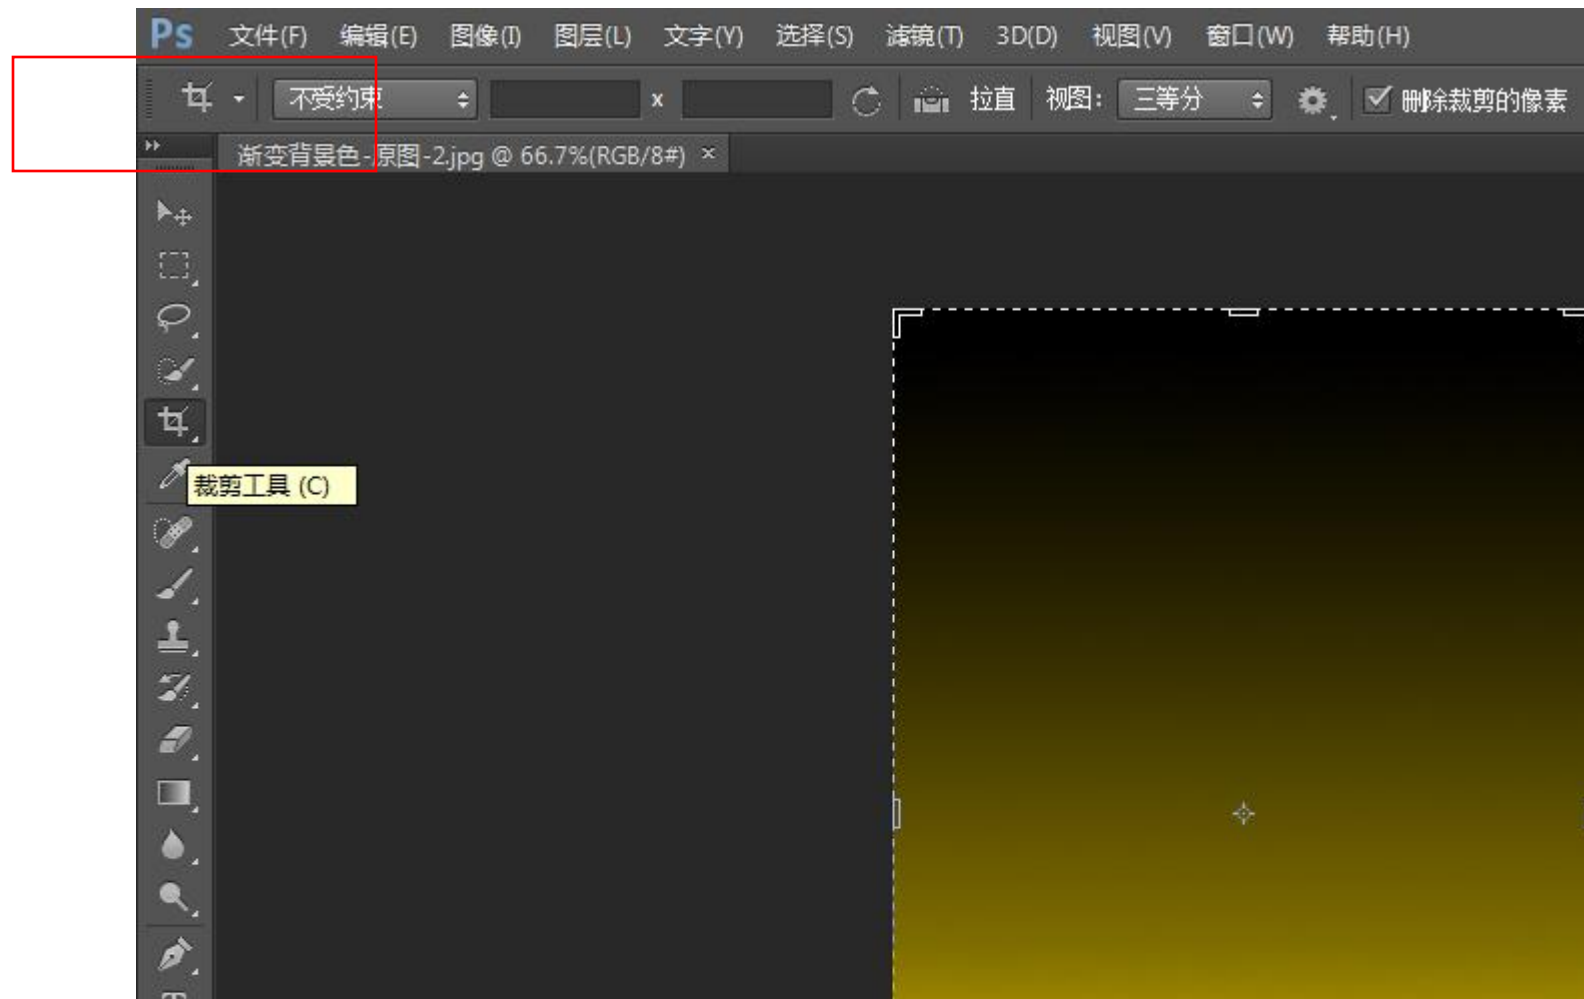 Ps 文件(F) 编辑(E) 图像(I) 图层(L) 文字(Y) 选择(S) 滤镜(T) 3D(D) 视图(V) 窗口(W) 帮助(H)
不受约束 x 拉直 视图： 三等分 删除裁剪的像素
渐变背景色-原图-2.jpg @ 66.7%(RGB/8#) ×
裁剪工具 (C)